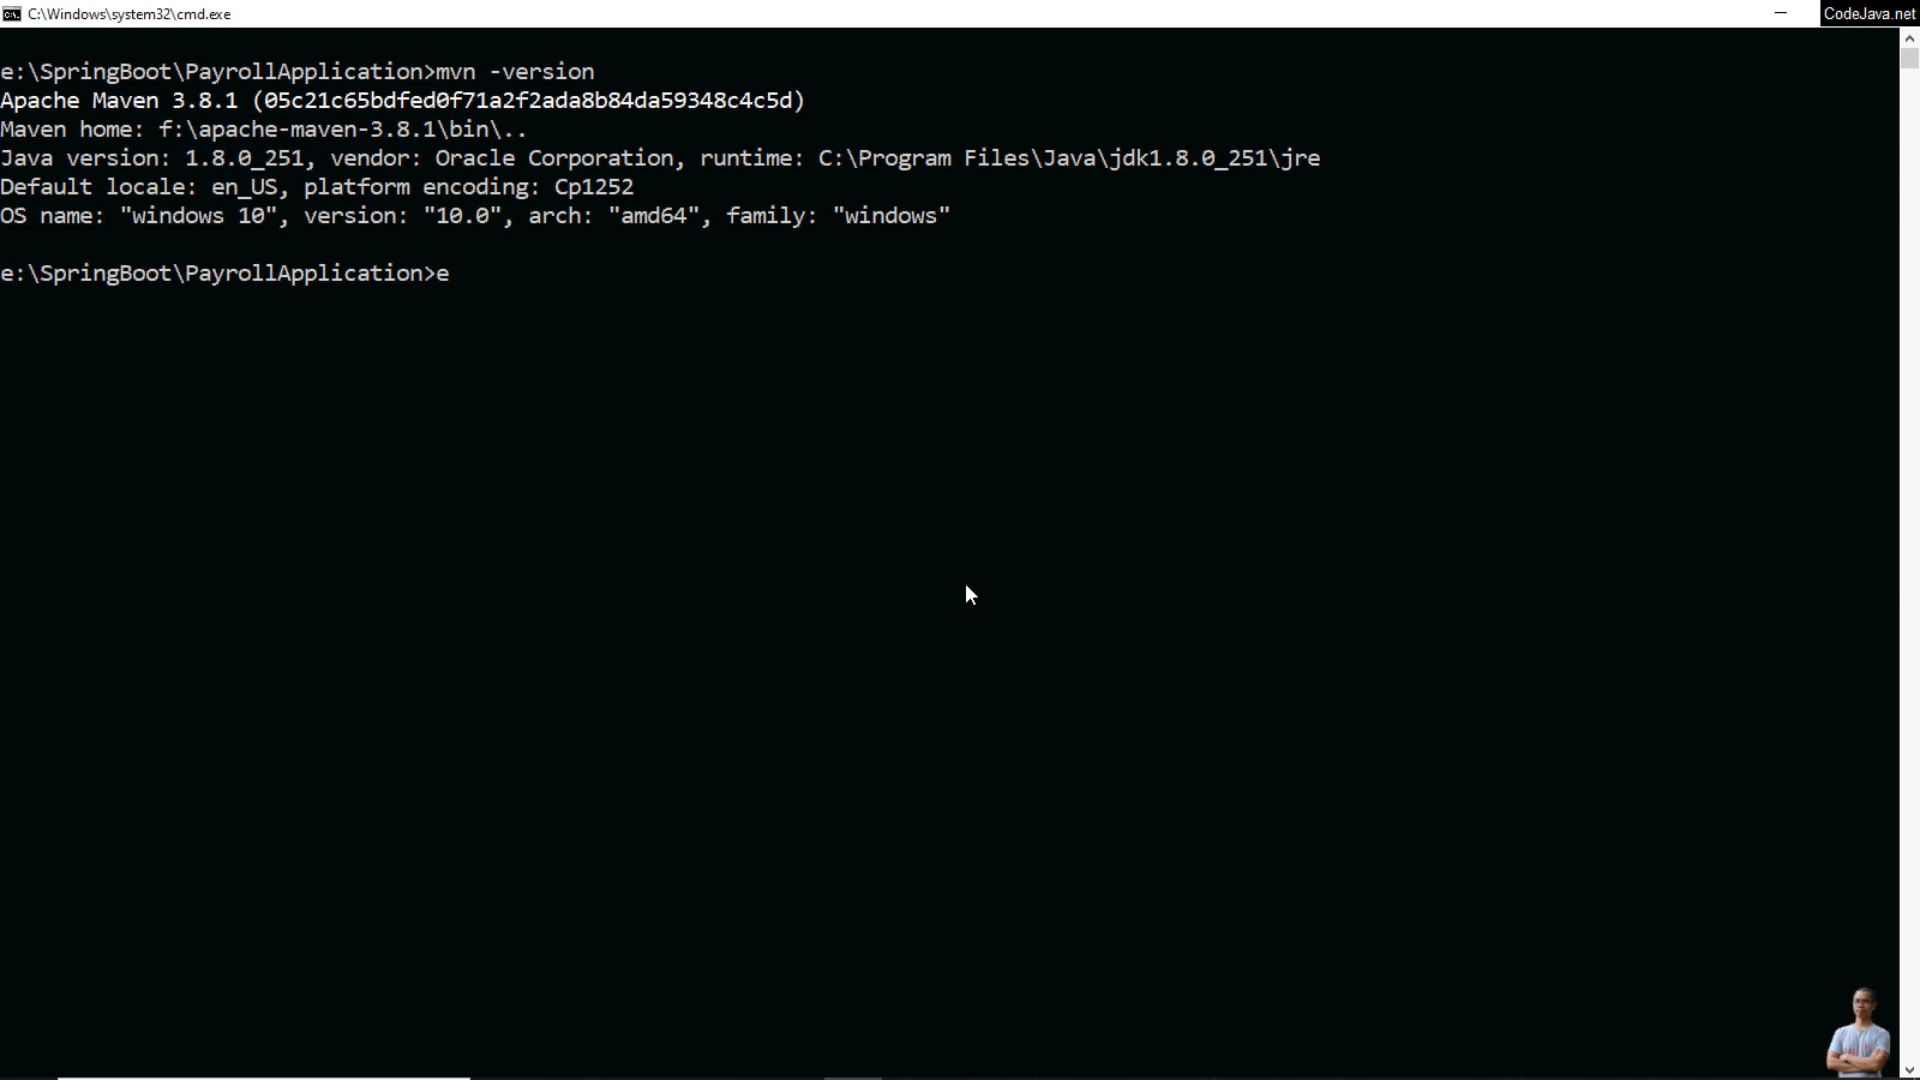 C:\Windows\system32\cmd.exe
CodeJava.net
e:\SpringBoot\PayrollApplication>mvn -version
Apache Maven 3.8.1 (05c21c65bdfed0f71a2f2ada8b84da59348c4c5d)
Maven home: f:\apache-maven-3.8.1\bin\..
Java version: 1.8.0_251, vendor: Oracle Corporation, runtime: C:\Program Files\Java\jdk1.8.0_251\jre
Default locale: en_US, platform encoding: Cp1252
OS name: "windows 10", version: "10.0", arch: "amd64", family: "windows"
e:\SpringBoot\PayrollApplication>e